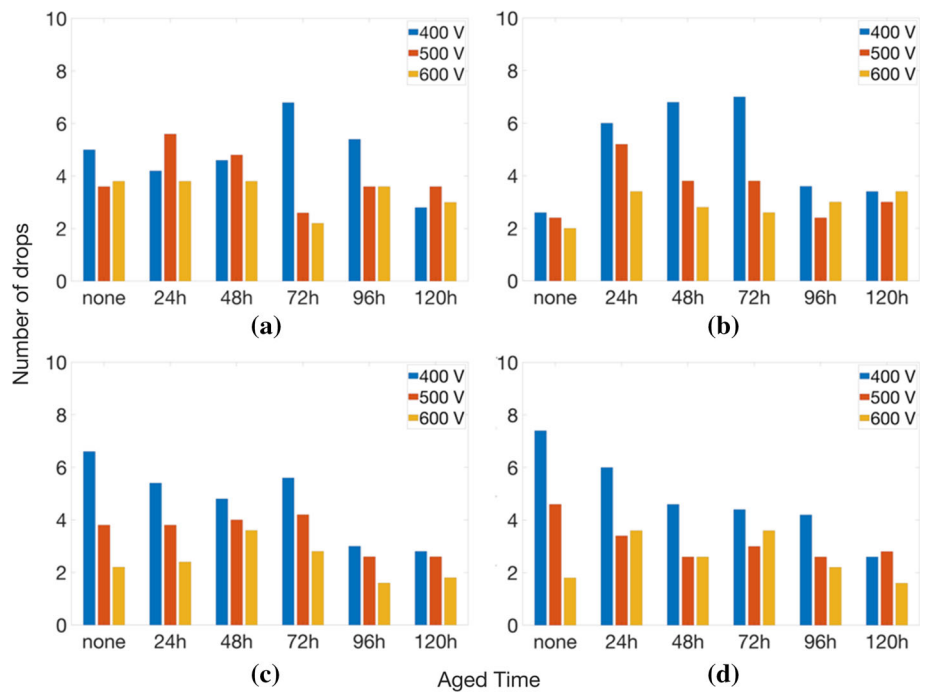 Number of drops
10
8
6
4
2
0
400 V
500 V
600 V
none 24h 48h 72h 96h 120h
(a)
10
8
6
4
2
0
400 V
500 V
600 V
none 24h 48h 72h 96h 120h
(b)
10
8
6
4
2
0
400 V
500 V
600 V
none 24h 48h 72h 96h 120h
(c)
10
8
6
4
2
0
400 V
500 V
600 V
none 24h 48h 72h 96h 120h
(d)
Aged Time